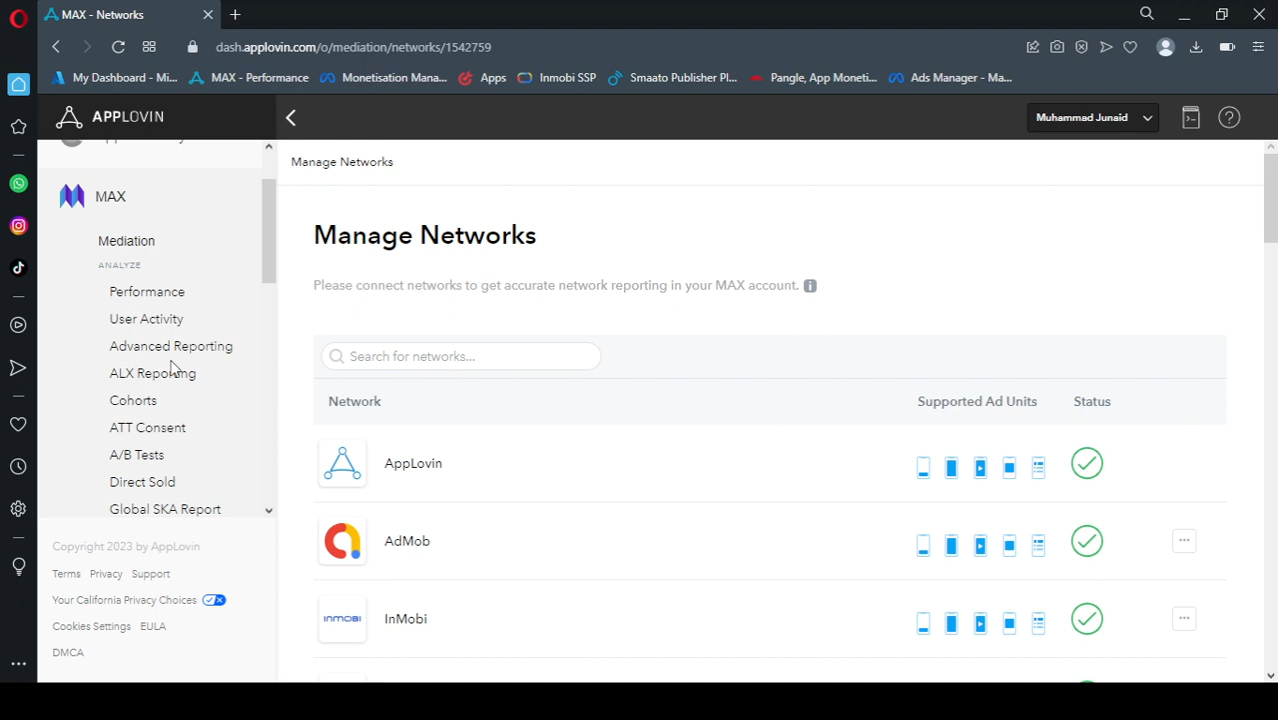 MAX - Networks
dash.applovin.com/o/mediation/networks/1542759
My Dashboard - Mi...
MAX - Performance
Monetisation Mana...
Apps
Inmobi SSP
Smaato Publisher Pl...
Pangle, App Moneti...
Ads Manager - Ma...
APPLOVIN
Muhammad Junaid
MAX
Mediation
ANALYZE
Performance
User Activity
Advanced Reporting
ALX Reporting
Cohorts
ATT Consent
A/B Tests
Direct Sold
Global SKA Report
Copyright 2023 by AppLovin
Terms Privacy Support
Your California Privacy Choices
Cookies Settings EULA
DMCA
Manage Networks
Manage Networks
Please connect networks to get accurate network reporting in your MAX account.
Search for networks...
Network Supported Ad Units Status
AppLovin
AdMob
INMOBI InMobi